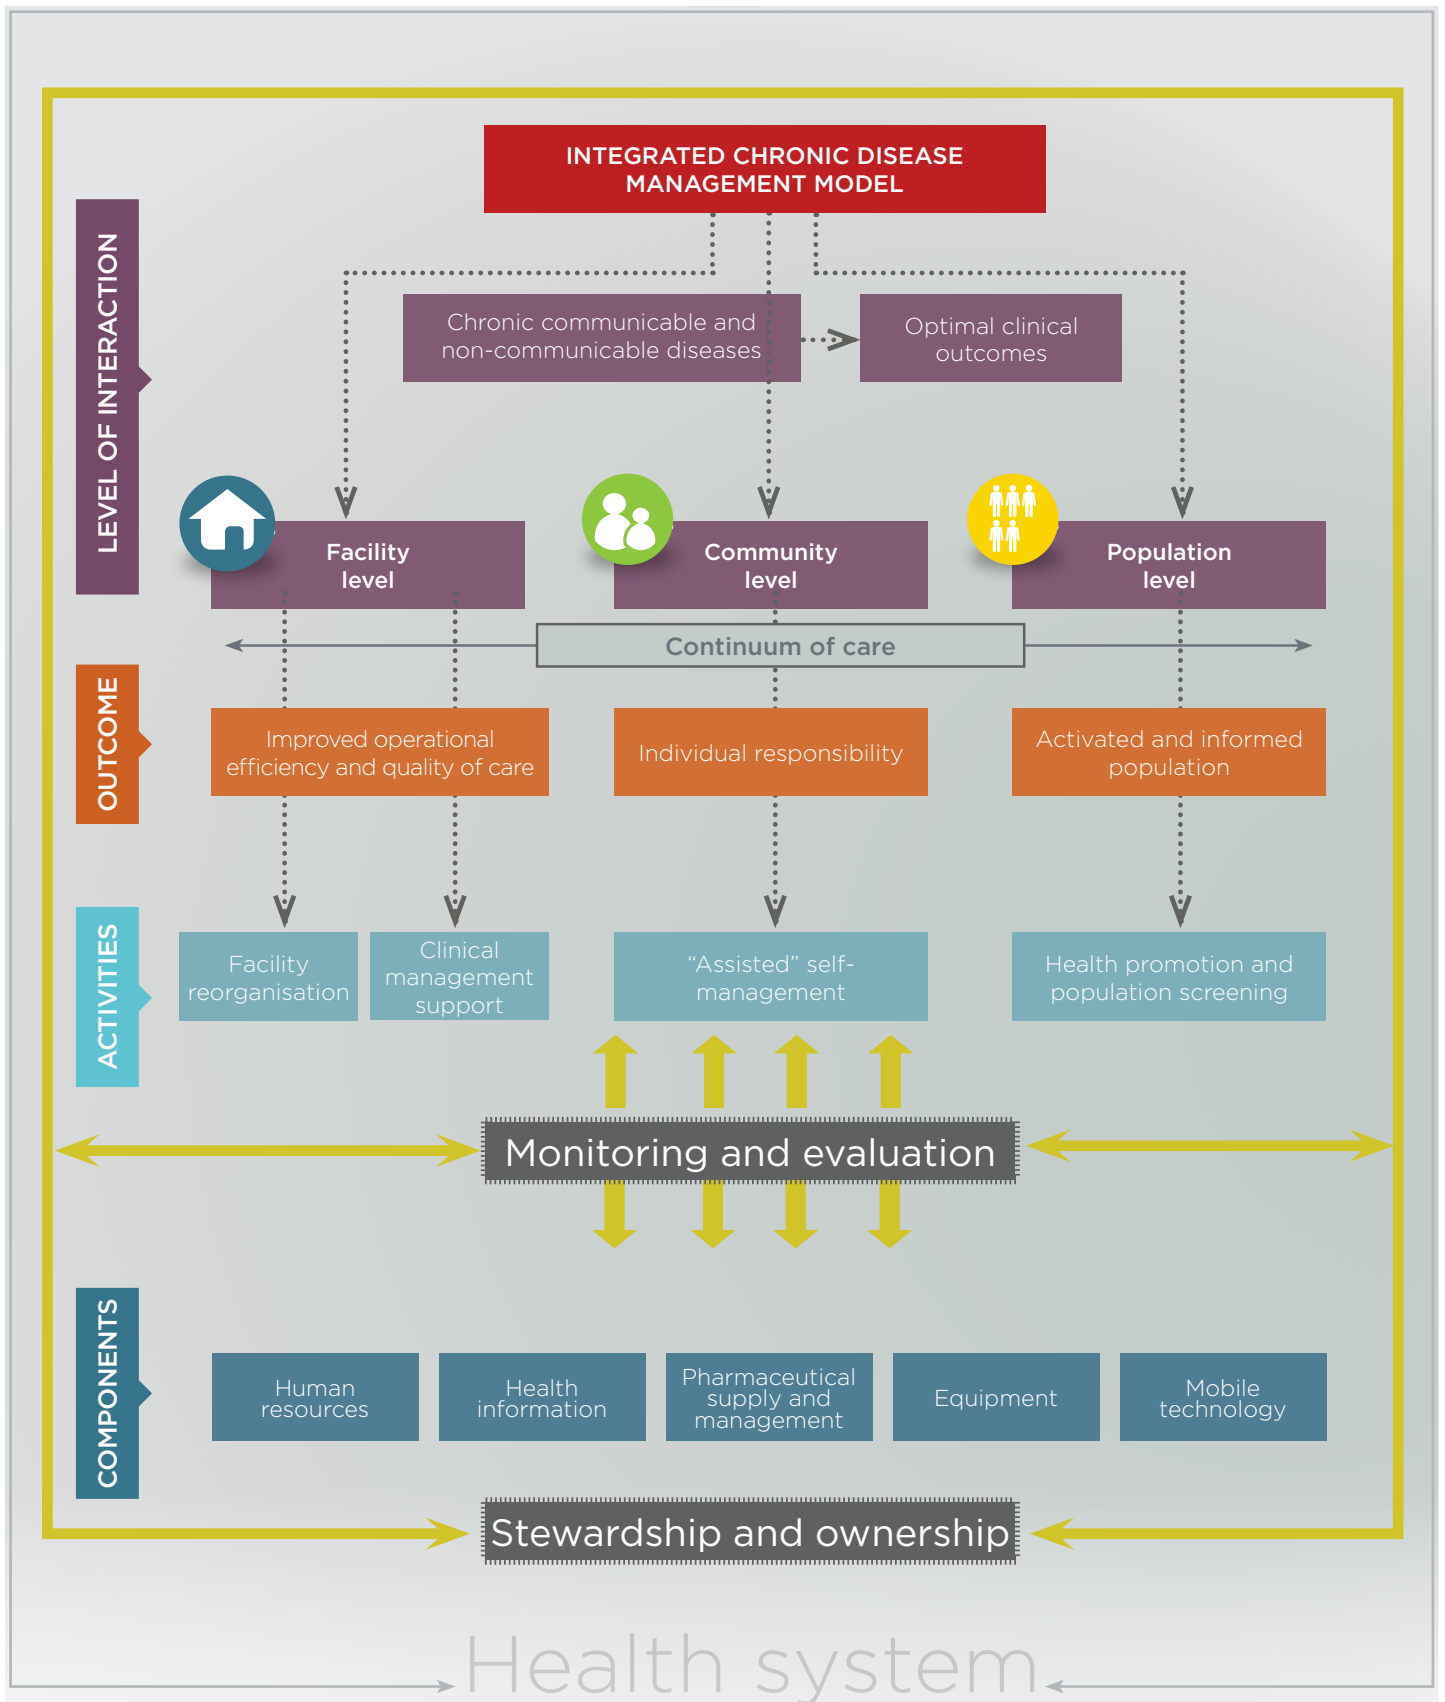 INTEGRATED CHRONIC DISEASE
MANAGEMENT MODEL
LEVEL OF INTERACTION
Chronic communicable and
non-communicable diseases
Optimal clinical
outcomes
Facility
level
Community
level
Population
level
Continuum of care
OUTCOME
Improved operational
efficiency and quality of care
Individual responsibility
Activated and informed
population
ACTIVITIES
Facility
reorganisation
Clinical
management
support
“Assisted” self-
management
Health promotion and
population screening
Monitoring and evaluation
COMPONENTS
Human
resources
Health
information
Pharmaceutical
supply and
management
Equipment
Mobile
technology
Stewardship and ownership
Health system